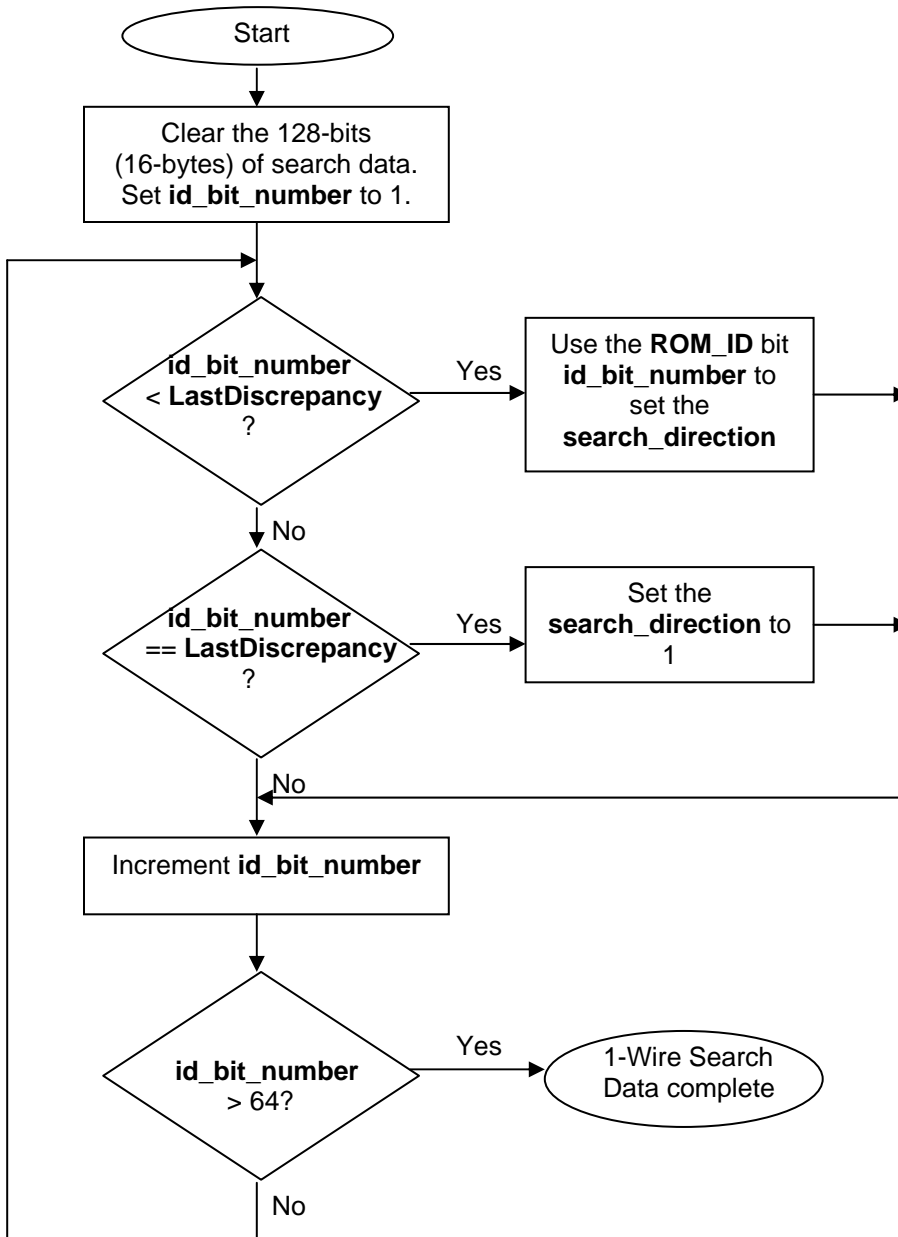 Start
Clear the 128-bits
(16-bytes) of search data.
Set id_bit_number to 1.
id_bit_number
< LastDiscrepancy
?
Yes
Use the ROM_ID bit
id_bit_number to
set the
search_direction
No
id_bit_number
== LastDiscrepancy
?
Yes
Set the
search_direction to
1
No
Increment id_bit_number
id_bit_number
> 64?
Yes
1-Wire Search
Data complete
No